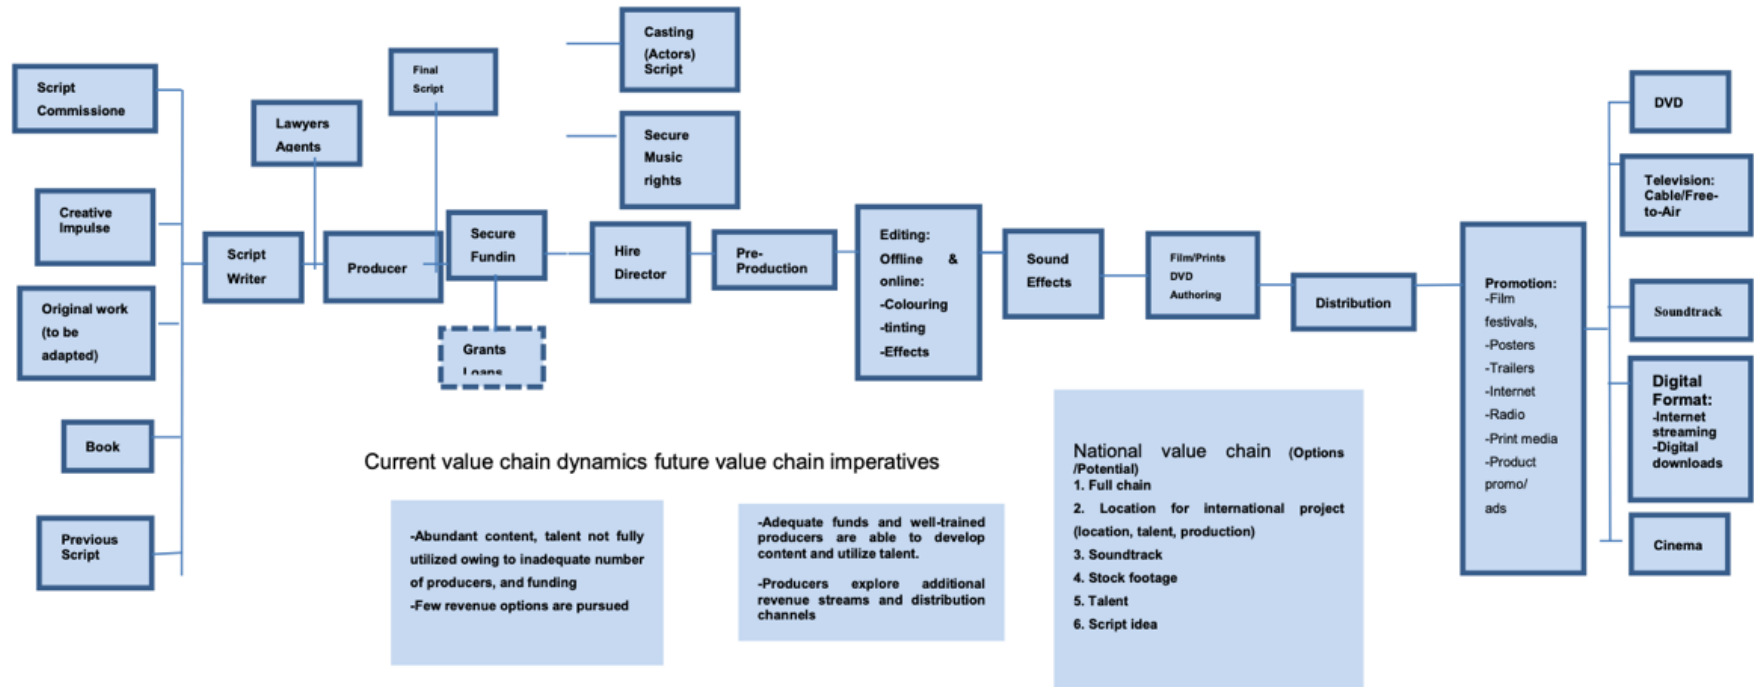 Script
Commissione
Creative
Impulse
Original work
(to be
adapted)
Book
Previous
Script
Script
Writer
Lawyers
Agents
Producer
Final
Script
Secure
Fundin
Grants
Loans
Casting
(Actors)
Script
Secure
Music
rights
Hire
Director
Pre-
Production
Editing:
Offline &
online:
-Colouring
-tinting
-Effects
Sound
Effects
Film/Prints
DVD
Authoring
Distribution
Promotion:
-Film
festivals,
-Posters
-Trailers
-Internet
-Radio
-Print media
-Product
promo/
ads
DVD
Television:
Cable/Free-
to-Air
Soundtrack
Digital
Format:
-Internet
streaming
-Digital
downloads
Cinema
Current value chain dynamics future value chain imperatives
-Abundant content, talent not fully
utilized owing to inadequate number
of producers, and funding
-Few revenue options are pursued
-Adequate funds and well-trained
producers are able to develop
content and utilize talent.
-Producers explore additional
revenue streams and distribution
channels
National value chain (Options
/Potential)
1. Full chain
2. Location for international project
(location, talent, production)
3. Soundtrack
4. Stock footage
5. Talent
6. Script idea